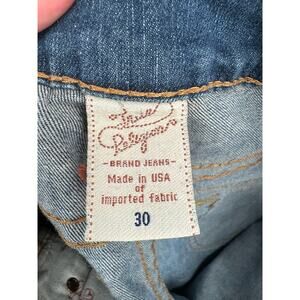 True
Religion
BRAND JEANS
Made in USA
of
imported fabric
30